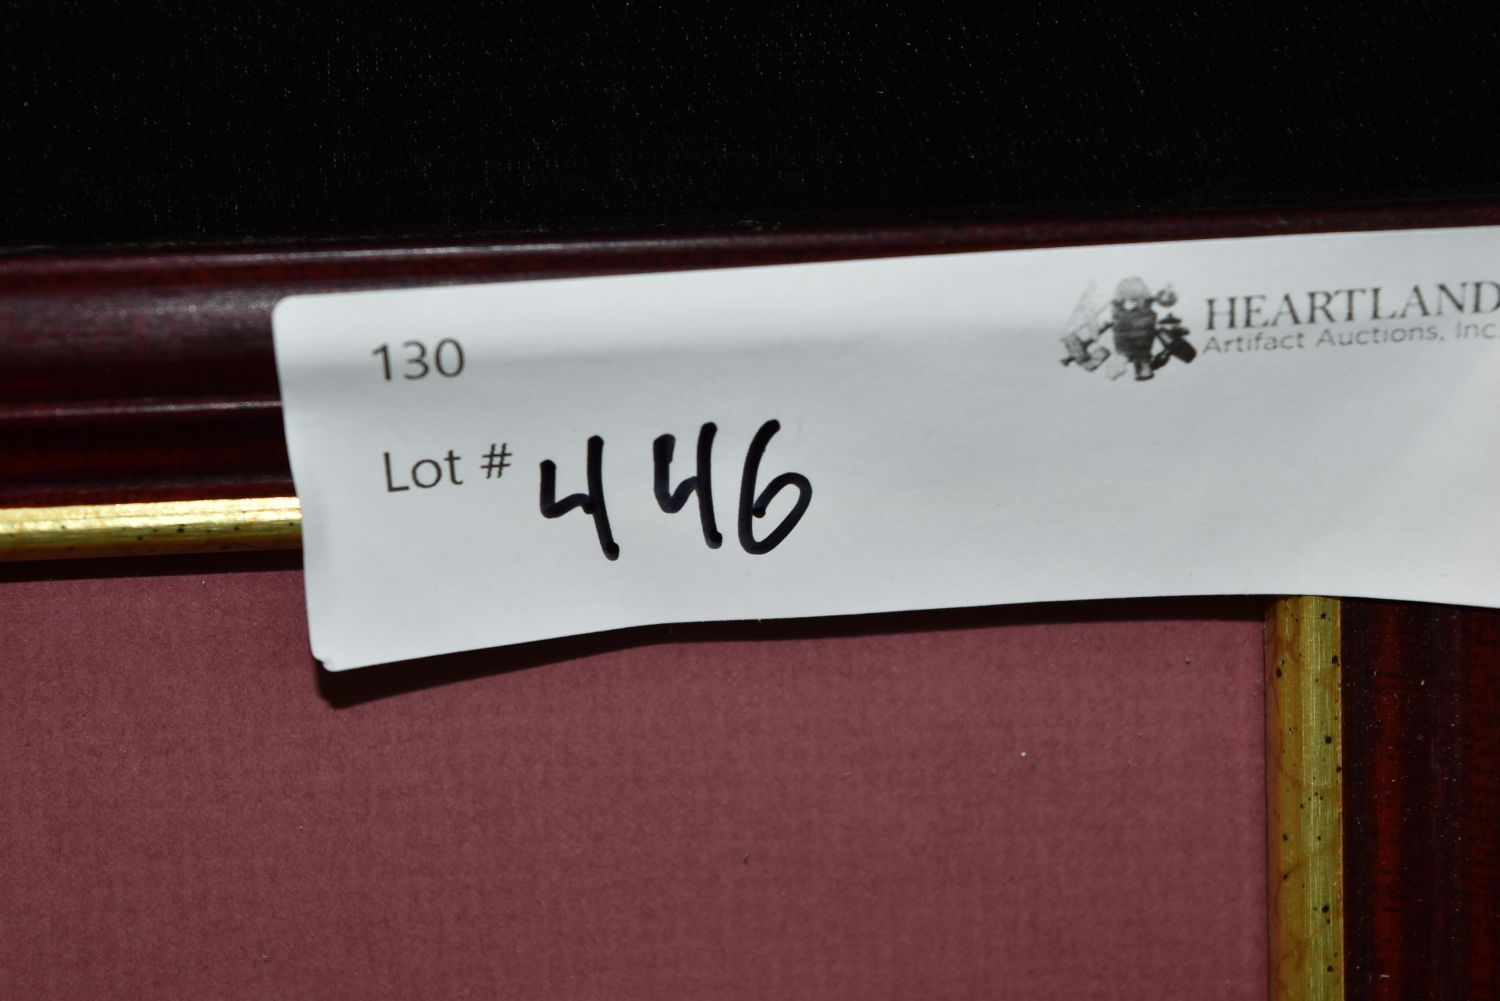 130
HEARTLAND
Artifact Auctions, Inc.
Lot # 446